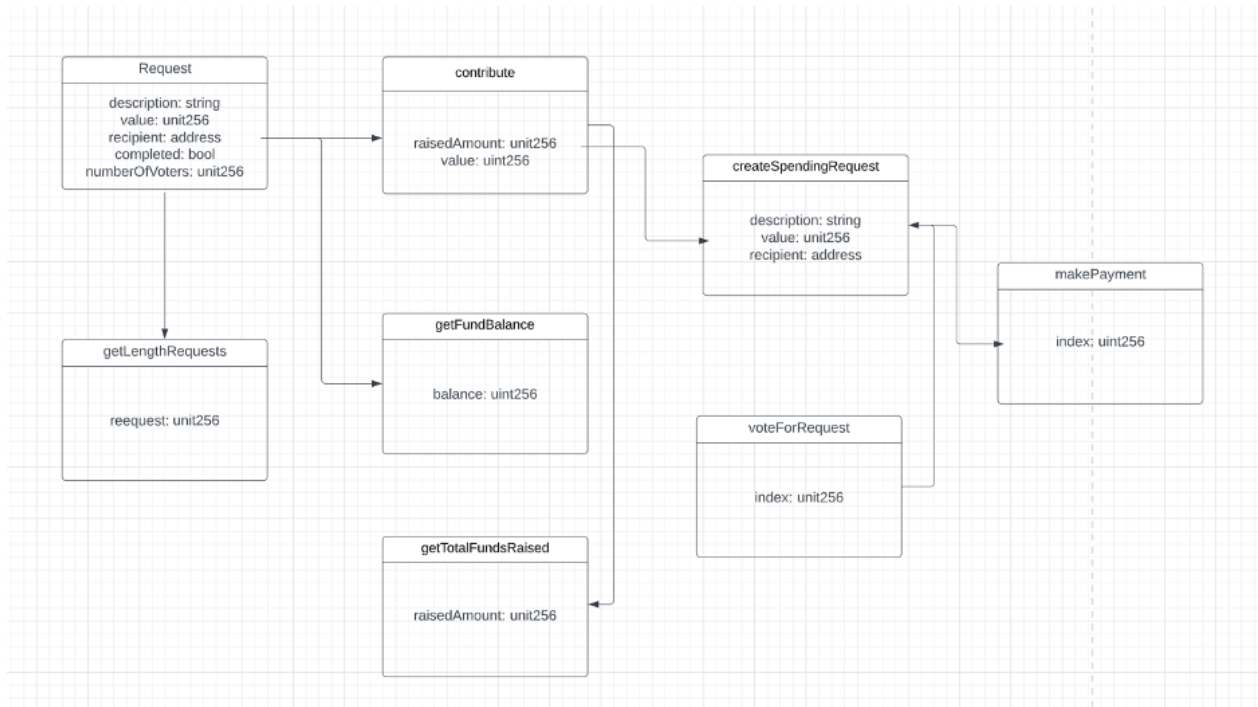 Request
description: string
value: unit256
recipient: address
completed: bool
numberOfVoters: unit256
contribute
raisedAmount: unit256
value: uint256
createSpendingRequest
description: string
value: unit256
recipient: address
makePayment
index: uint256
getLengthRequests
reequest: unit256
getFundBalance
balance: uint256
voteForRequest
index: unit256
getTotalFundsRaised
raisedAmount: unit256